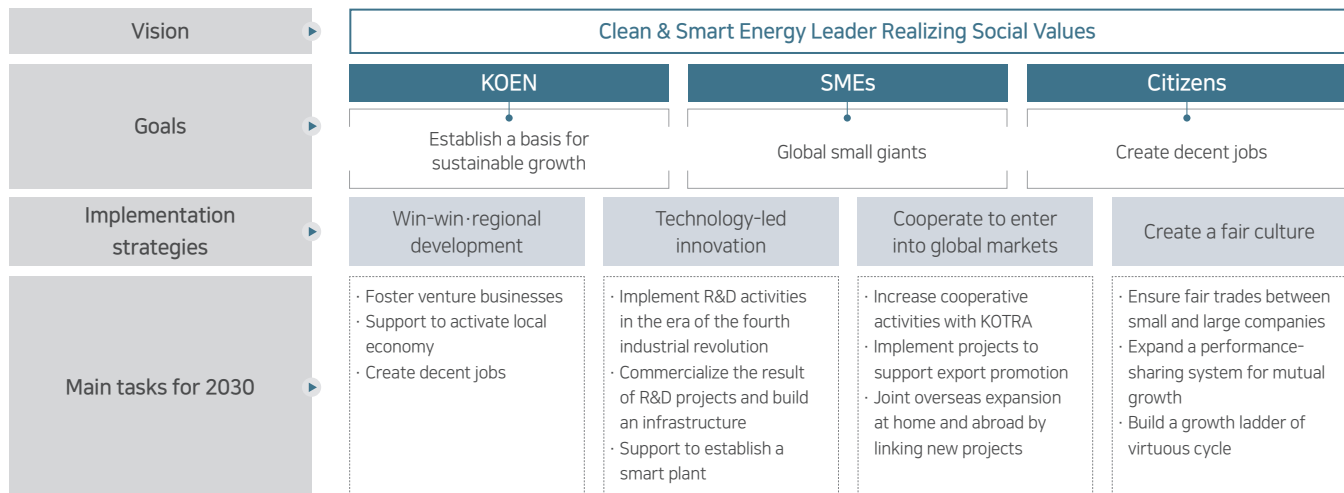 Vision
Clean & Smart Energy Leader Realizing Social Values
Goals
KOEN
Establish a basis for
sustainable growth
SMEs
Global small giants
Citizens
Create decent jobs
Implementation
strategies
Win-win·regional
development
Technology-led
innovation
Cooperate to enter
into global markets
Create a fair culture
Main tasks for 2030
· Foster venture businesses
· Support to activate local
economy
· Create decent jobs
· Implement R&D activities
in the era of the fourth
industrial revolution
· Commercialize the result
of R&D projects and build
an infrastructure
· Support to establish a
smart plant
· Increase cooperative
activities with KOTRA
· Implement projects to
support export promotion
· Joint overseas expansion
at home and abroad by
linking new projects
· Ensure fair trades between
small and large companies
· Expand a performance-
sharing system for mutual
growth
· Build a growth ladder of
virtuous cycle